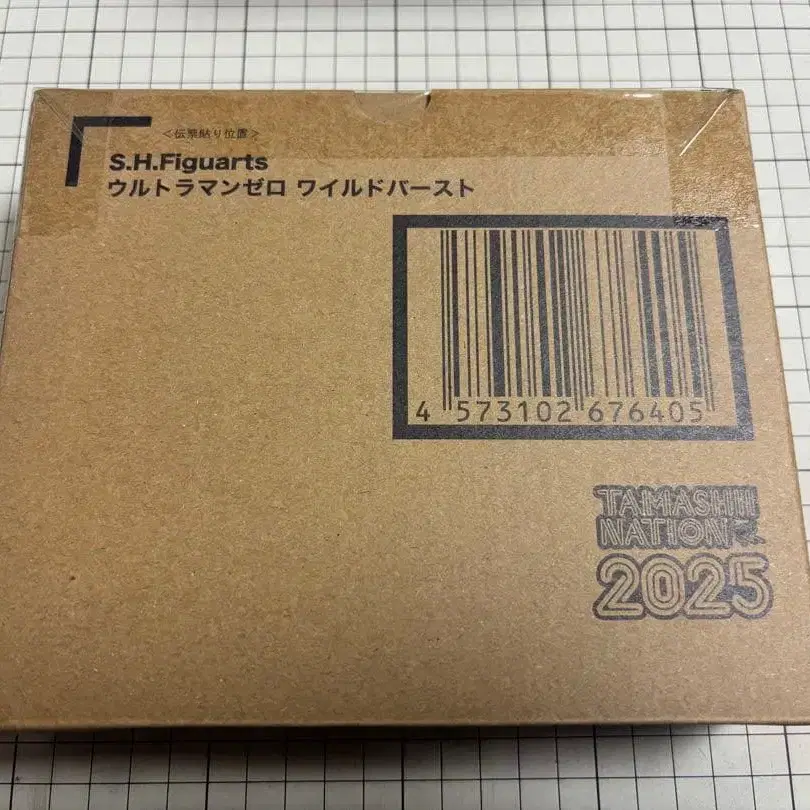 <伝票貼り位置>
S.H.Figuarts
ウルトラマンゼロ ワイルドバースト
4 573102 676405
TAMASHII
NATION
2025